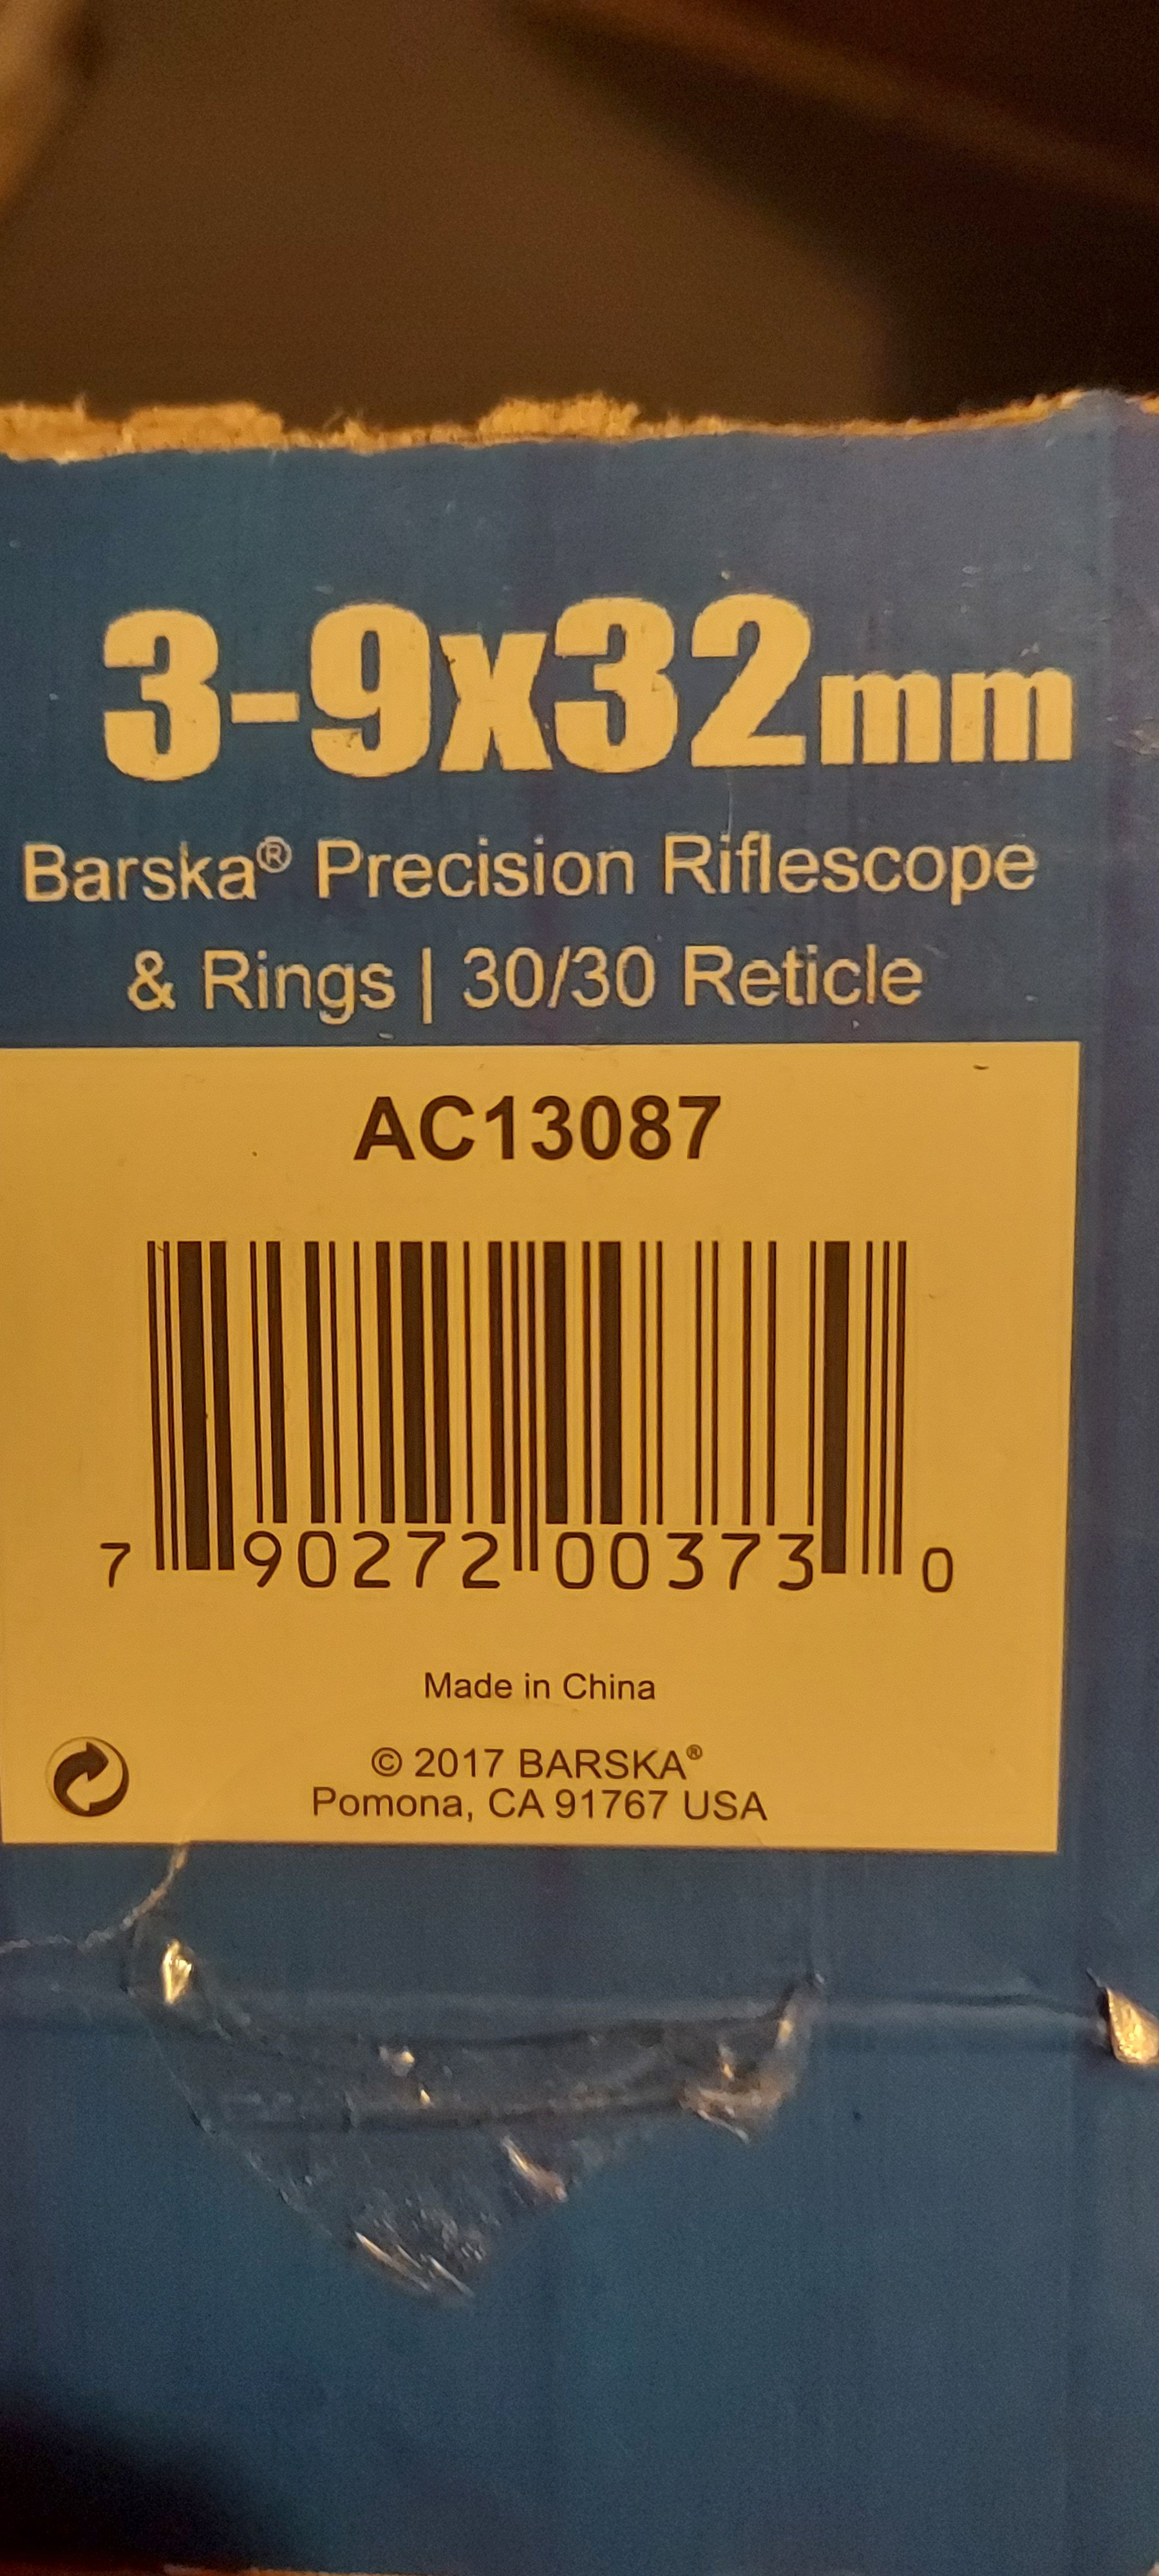 3-9x32mm
Barska® Precision Riflescope
& Rings | 30/30 Reticle
AC13087
7 90272 00373 0
Made in China
© 2017 BARSKA®
Pomona, CA 91767 USA